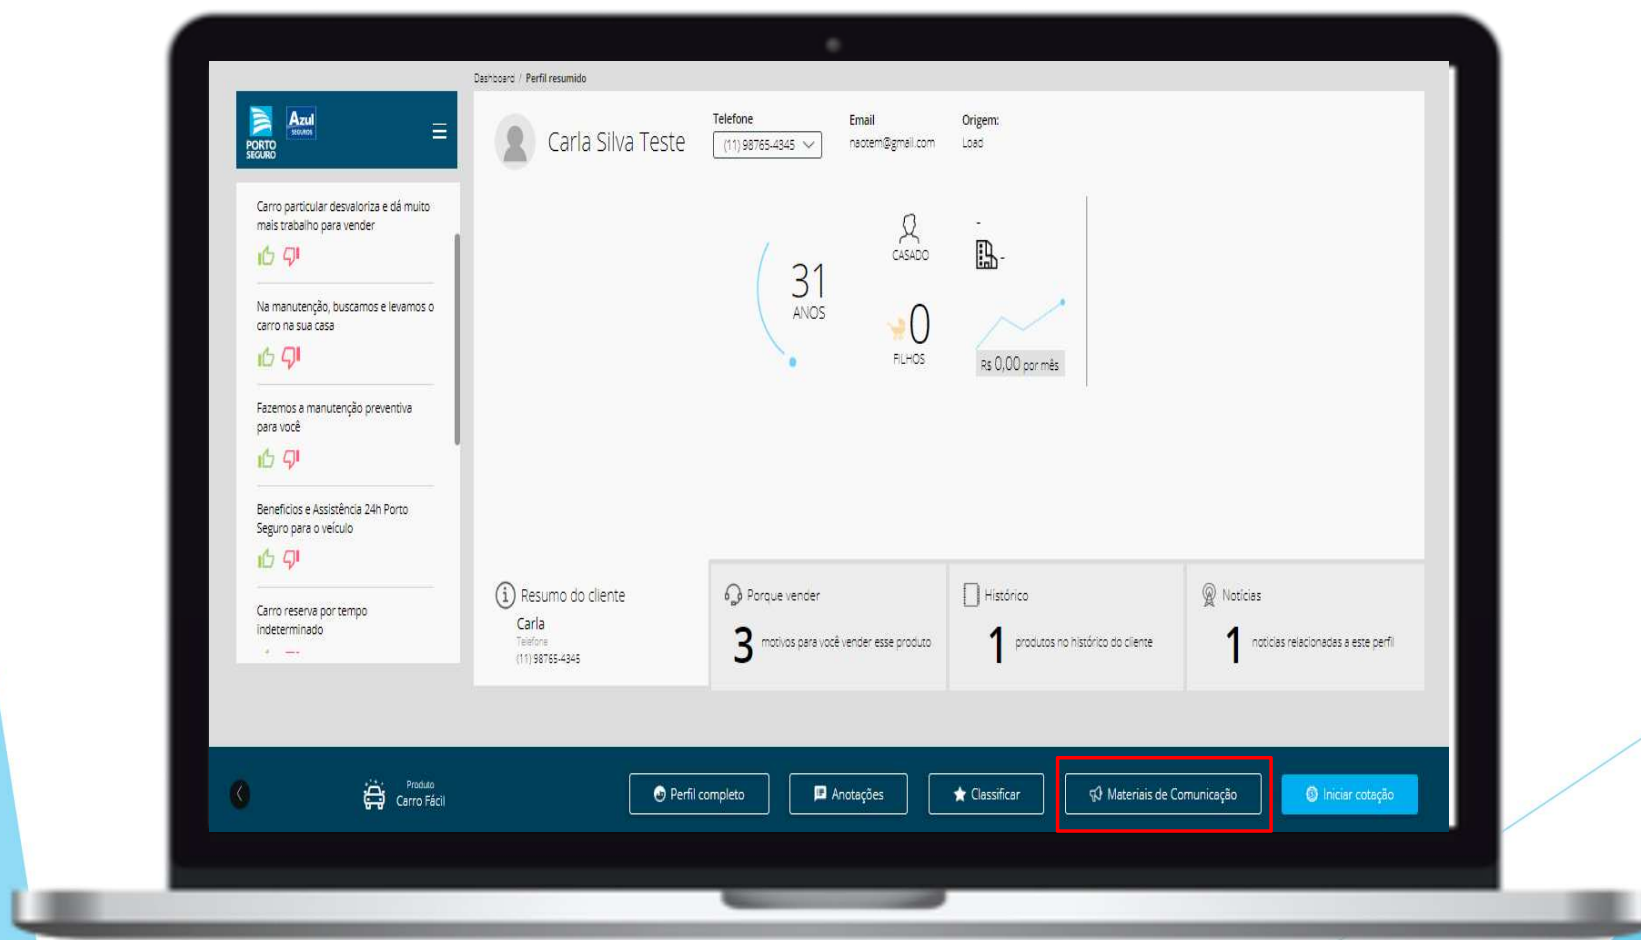 Dashboard / Perfil resumido
PORTO
SEGURO
Azul
SEGUROS
Carro particular desvaloriza e dá muito
mais trabalho para vender
Na manutenção, buscamos e levamos o
carro na sua casa
Fazemos a manutenção preventiva
para você
Beneficios e Assistência 24h Porto
Seguro para o veículo
Carro reserva por tempo
indeterminado
Carla Silva Teste
Telefone
(11) 98765-4345
Email
naotem@gmail.com
Origem:
Load
31
ANOS
CASADO
0
FILHOS
-
-
R$ 0,00 por mês
Resumo do cliente
Carla
Telefone
(11) 98765-4345
Porque vender
3 motivos para você vender esse produto
Histórico
1 produtos no histórico do cliente
Notícias
1 noticias relacionadas a este perfil
Produto
Carro Fácil
Perfil completo
Anotações
Classificar
Materiais de Comunicação
Iniciar cotação